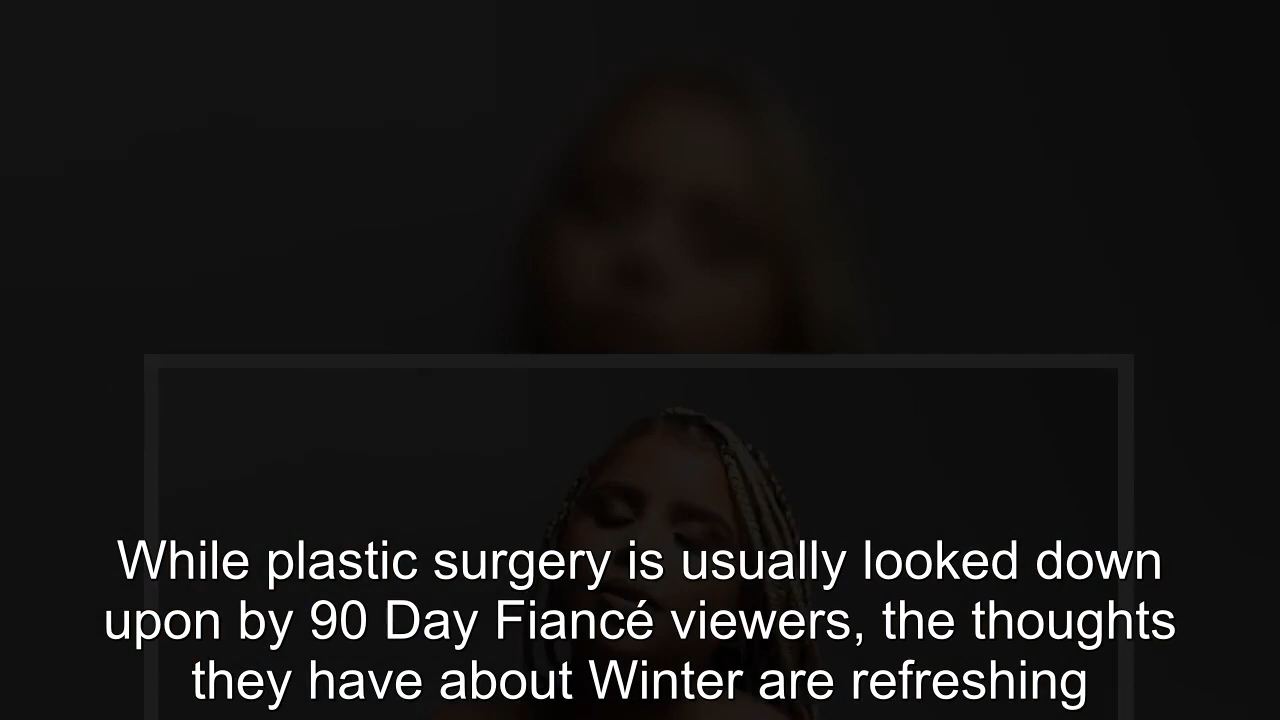 While plastic surgery is usually looked down
upon by 90 Day Fiancé viewers, the thoughts
they have about Winter are refreshing